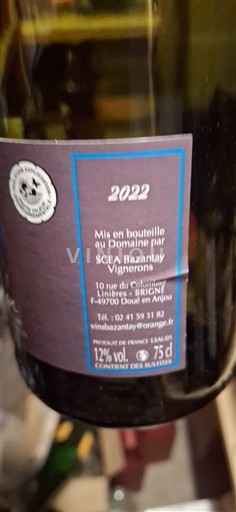 2022
Mis en bouteille
au Domaine par
SCEA Bazantay
Vignerons
10 rue du Colombier
Linières - BRIGNÉ
F-49700 Doué en Anjou
Tél. : 02 41 59 31 82
vinsbazantay@orange.fr
PRODUIT DE FRANCE L5AU21
12% vol. 75 cl
CONTIENT DES SULFITES